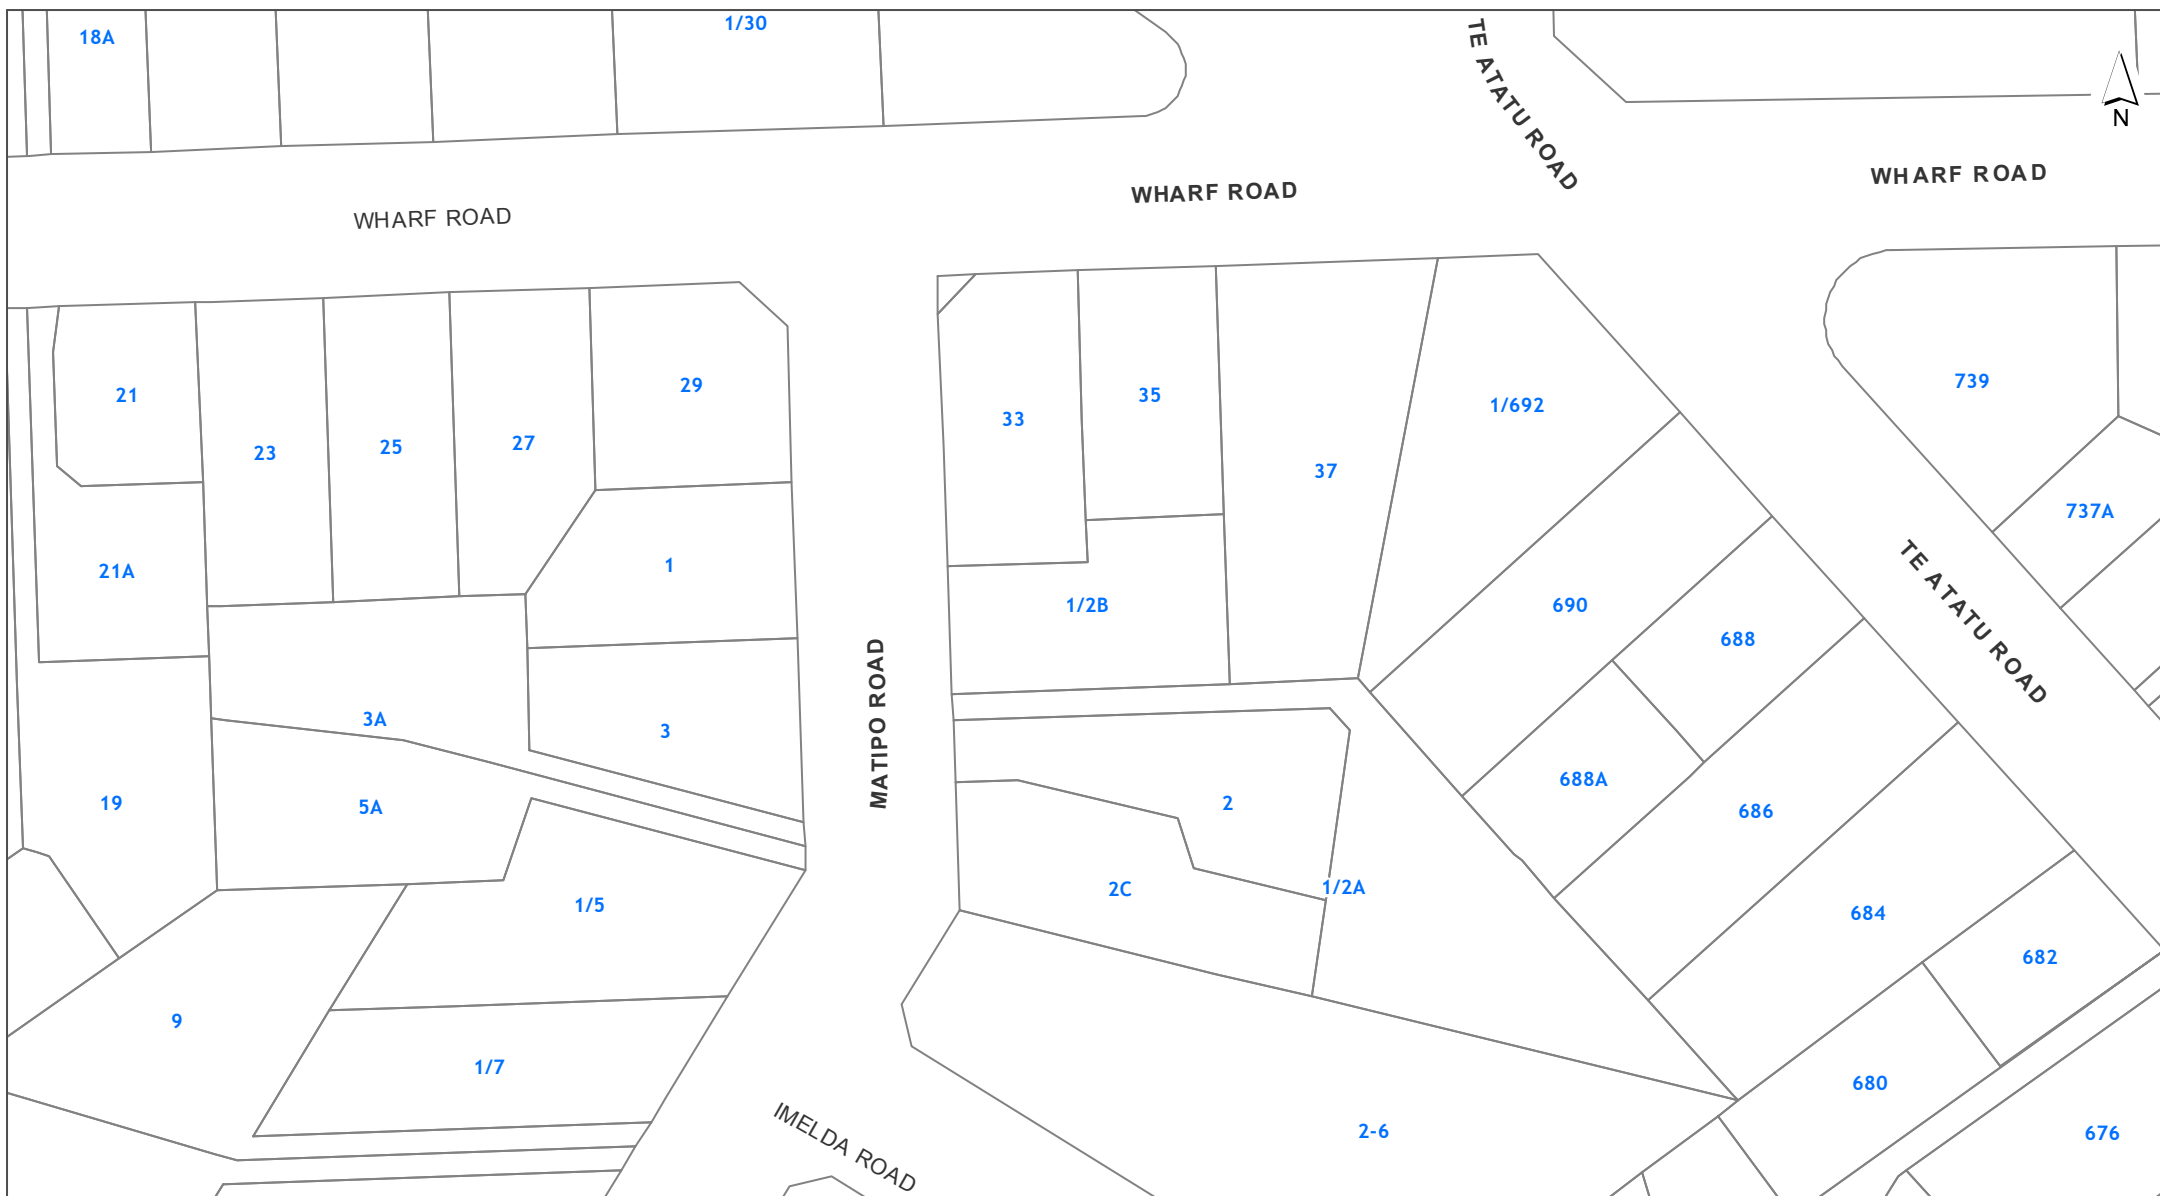 18A
1/30
TE ATATU ROAD
N
WHARF ROAD
WHARF ROAD
WHARF ROAD
21
23
25
27
29
33
35
37
1/692
739
737A
21A
1
1/2B
690
688
TE ATATU ROAD
MATIPO ROAD
3A
3
19
5A
2
688A
686
1/5
2C
1/2A
684
682
9
1/7
680
IMELDA ROAD
2-6
676